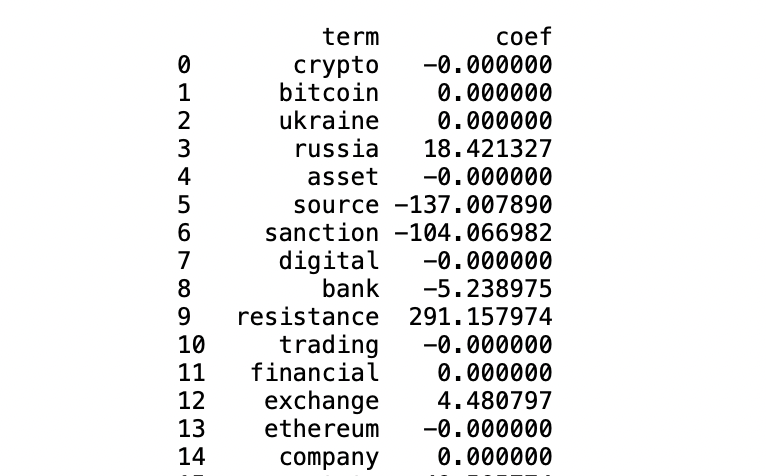 term coef
0 crypto -0.000000
1 bitcoin 0.000000
2 ukraine 0.000000
3 russia 18.421327
4 asset -0.000000
5 source -137.007890
6 sanction -104.066982
7 digital -0.000000
8 bank -5.238975
9 resistance 291.157974
10 trading -0.000000
11 financial 0.000000
12 exchange 4.480797
13 ethereum -0.000000
14 company 0.000000